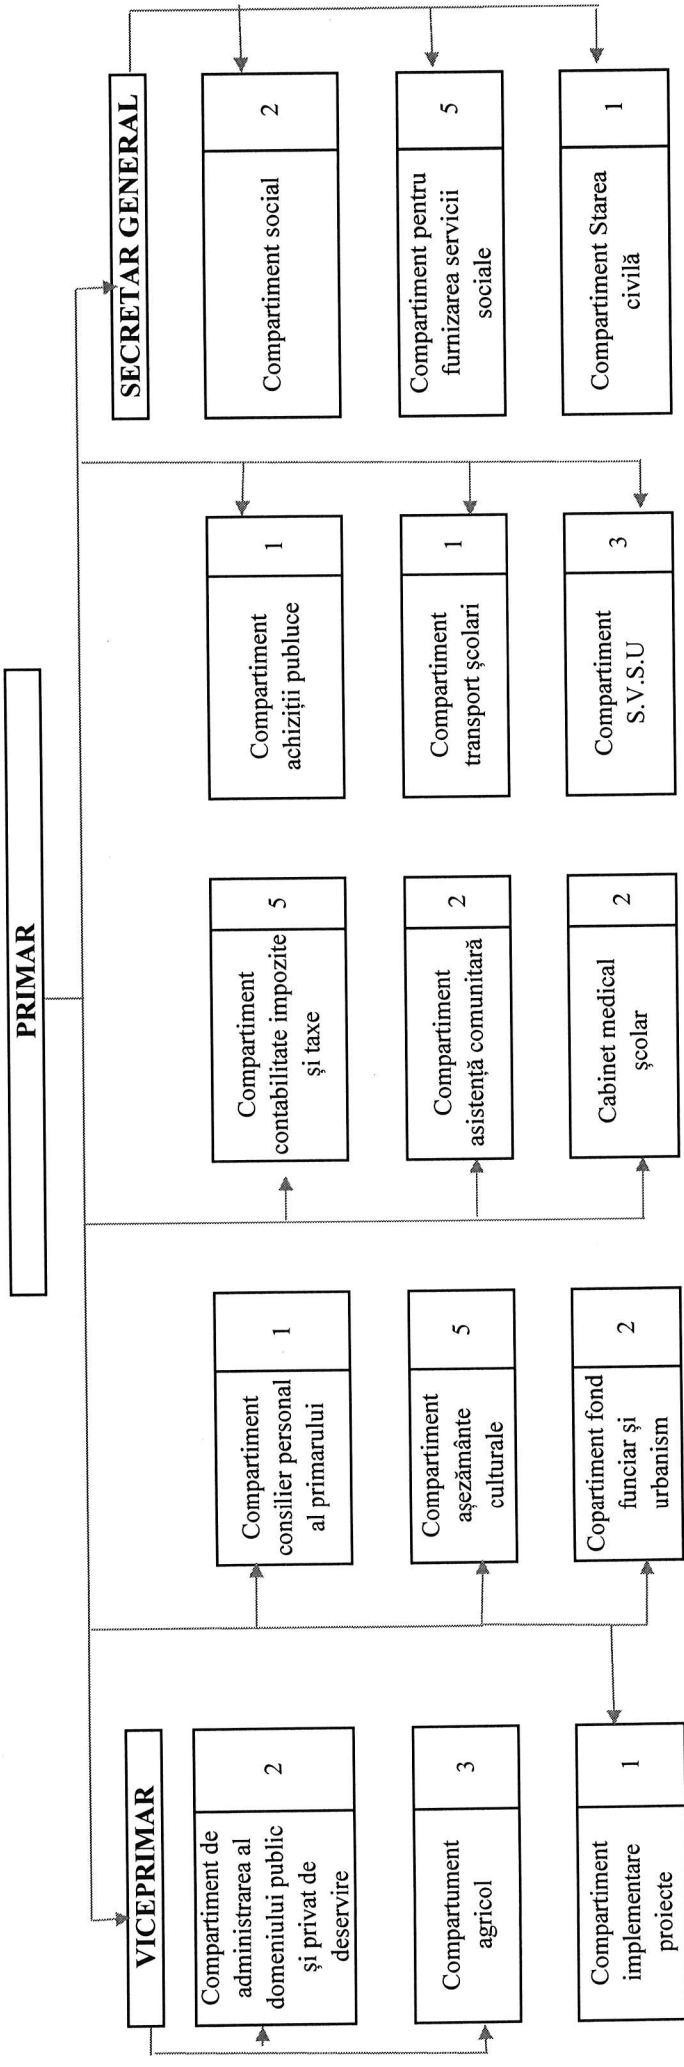 PRIMAR
VICEPRIMAR
SECRETAR GENERAL
Compartiment de
administrarea al
domeniului public
și privat de
deservire
2
Compartument
agricol
3
Compartiment
implementare
proiecte
1
Compartiment
consilier personal
al primarului
1
Compartiment
așezământe
culturale
5
Copartiment fond
funciar și
urbanism
2
Compartiment
contabilitate impozite
și taxe
5
Compartiment
asistență comunitară
2
Cabinet medical
școlar
2
Compartiment
achiziții publuce
1
Compartiment
transport școlari
1
Compartiment
S.V.S.U
3
Compartiment social
2
Compartiment pentru
furnizarea servicii
sociale
5
Compartiment Starea
civilă
1